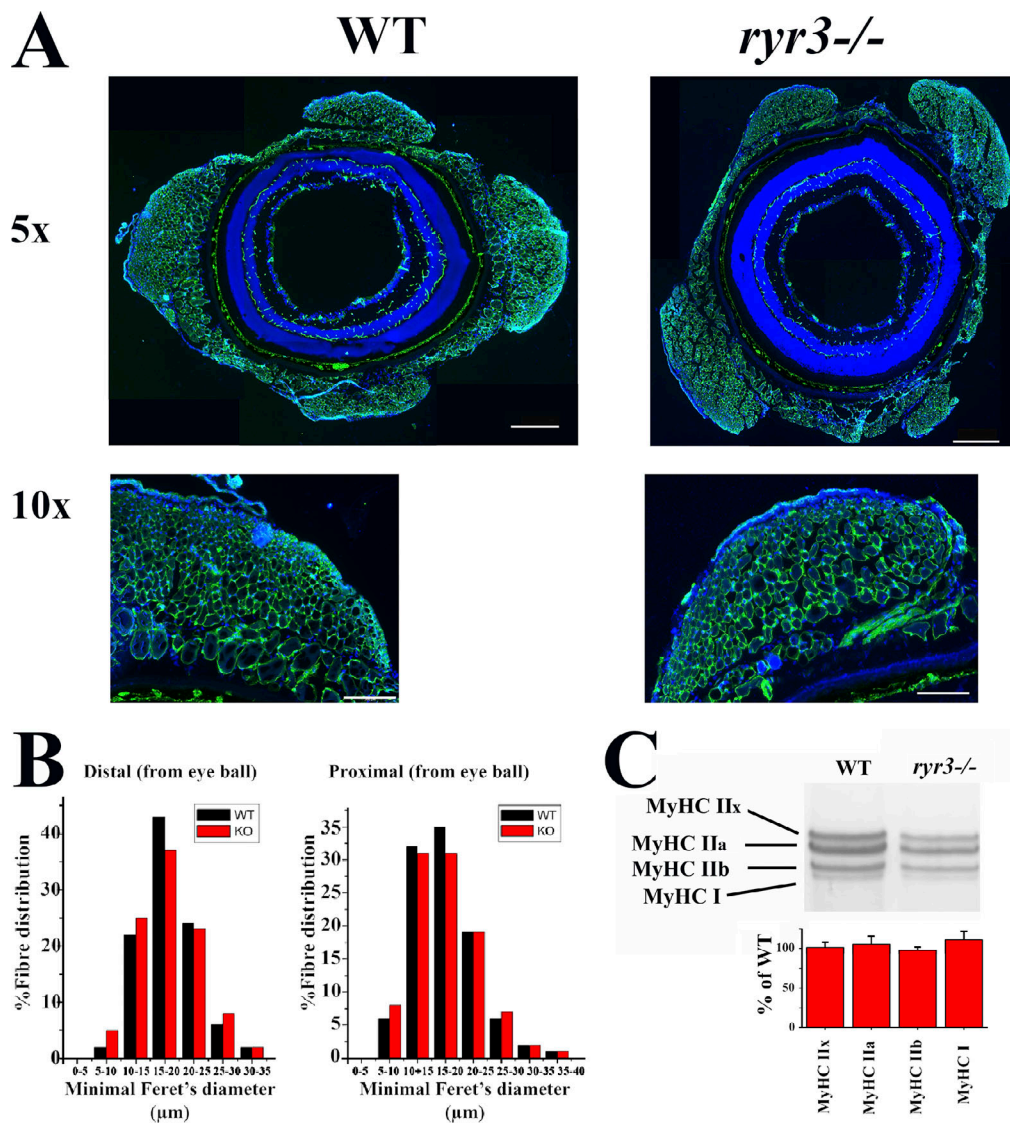 A
WT
ryr3-/-
5x
10x
B
Distal (from eye ball)
WT
KO
%Fibre distribution
40
30
20
10
0
0-5 5-10 10-15 15-20 20-25 25-30 30-35
Minimal Feret's diameter
(µm)
Proximal (from eye ball)
WT
KO
%Fibre distribution
35
30
25
20
15
10
5
0
0-5 5-10 10-15 15-20 20-25 25-30 30-35 35-40
Minimal Feret's diameter
(µm)
C
WT ryr3-/-
MyHC IIx
MyHC IIa
MyHC IIb
MyHC I
% of WT
100
50
0
MyHC IIx
MyHC IIa
MyHC IIb
MyHC I